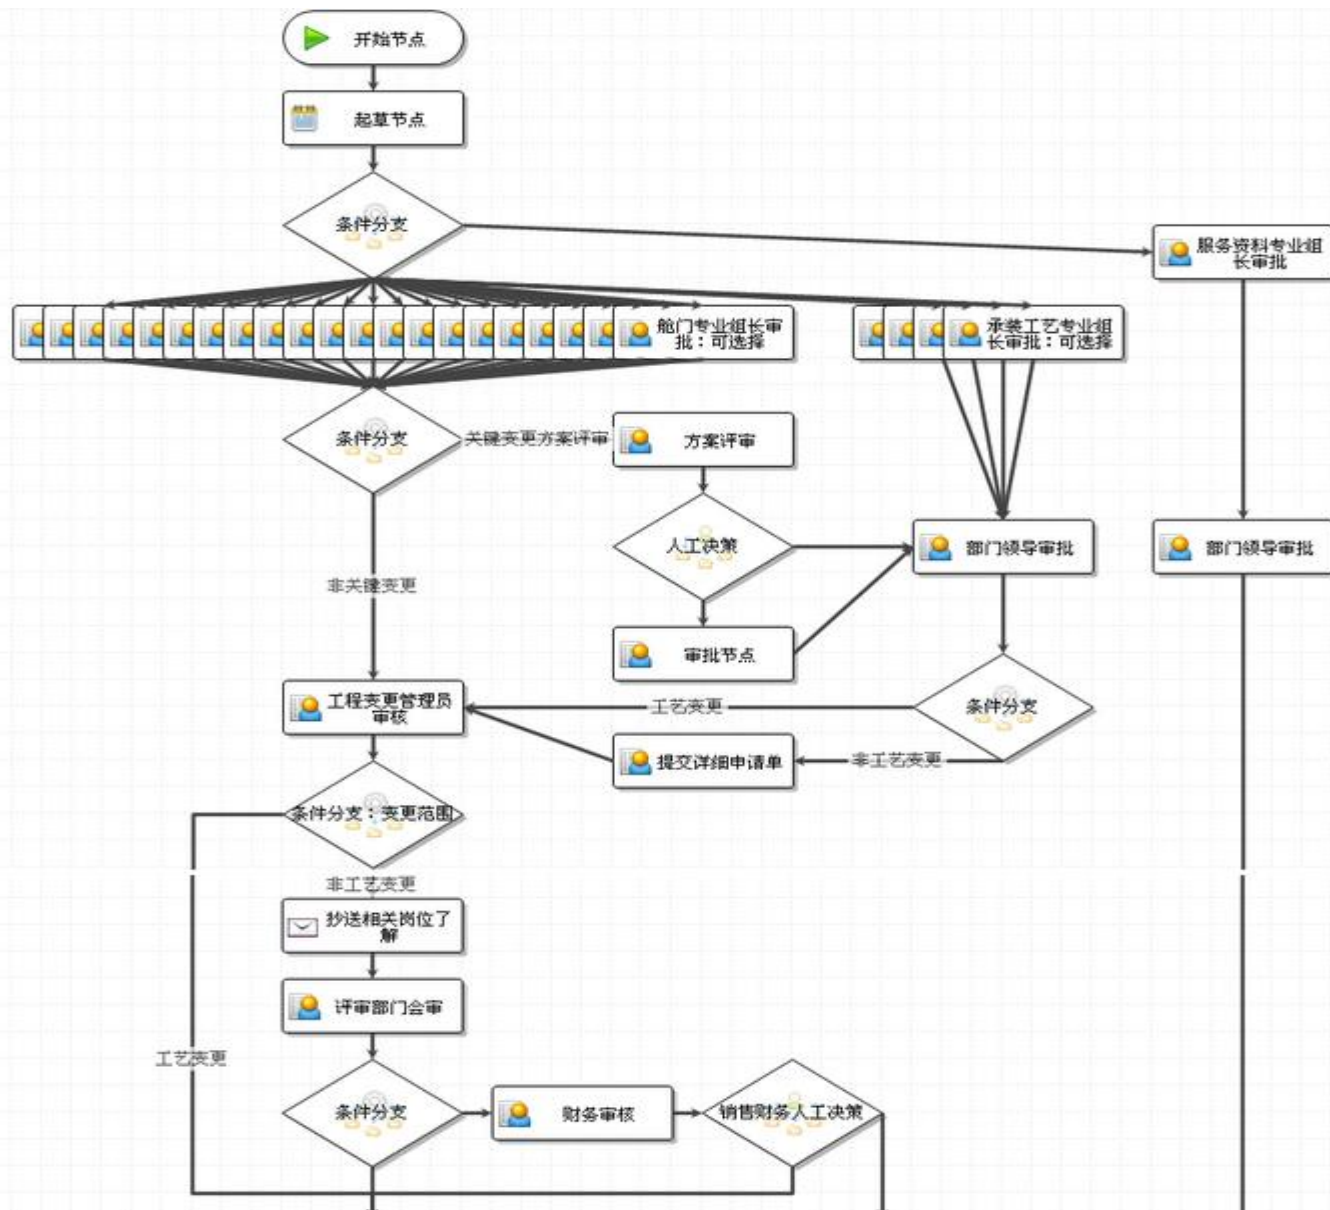 开始节点
起草节点
条件分支
服务资料专业组
长审批
舱门专业组长审
批：可选择
承装工艺专业组
长审批：可选择
条件分支
关键变更方案评审
方案评审
人工决策
部门领导审批
部门领导审批
非关键变更
审批节点
工程变更管理员
审核
工艺变更
条件分支
提交详细申请单
非工艺变更
条件分支：变更范围
非工艺变更
抄送相关岗位了
解
评审部门会审
工艺变更
条件分支
财务审核
销售财务人工决策